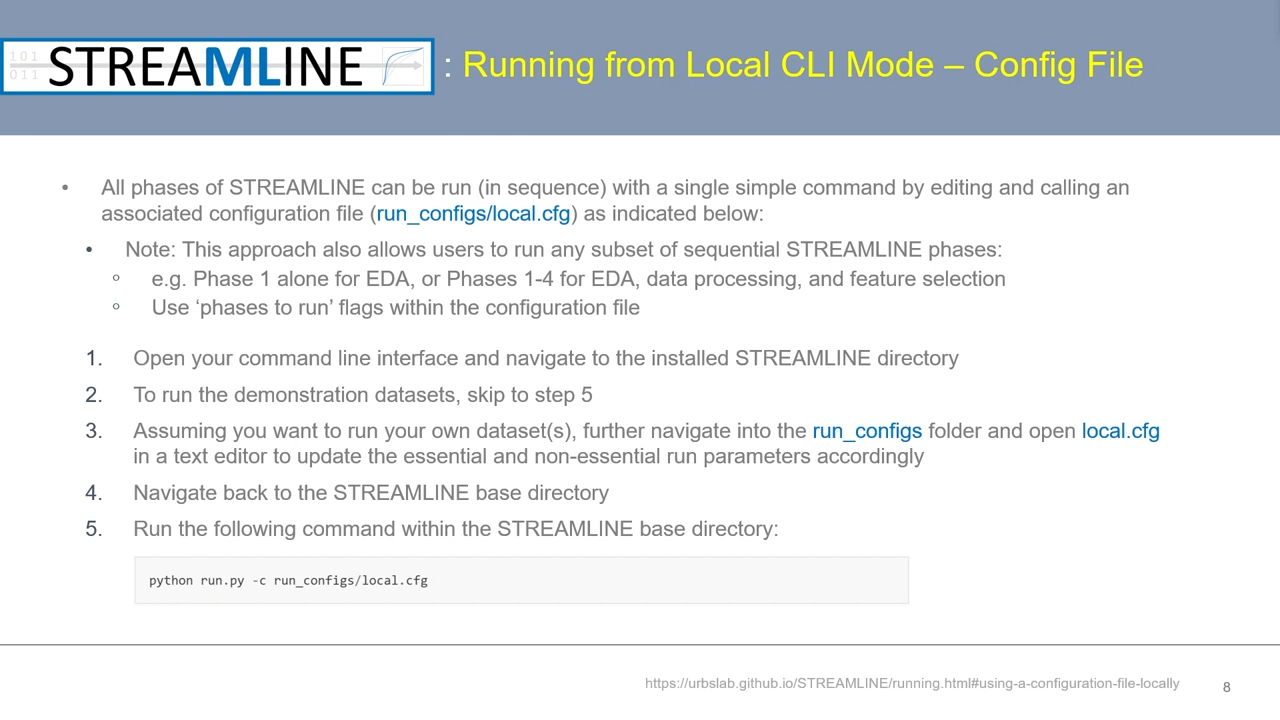 101
011
STREAMLINE : Running from Local CLI Mode – Config File
• All phases of STREAMLINE can be run (in sequence) with a single simple command by editing and calling an
associated configuration file (run_configs/local.cfg) as indicated below:
• Note: This approach also allows users to run any subset of sequential STREAMLINE phases:
° e.g. Phase 1 alone for EDA, or Phases 1-4 for EDA, data processing, and feature selection
° Use ‘phases to run’ flags within the configuration file
1. Open your command line interface and navigate to the installed STREAMLINE directory
2. To run the demonstration datasets, skip to step 5
3. Assuming you want to run your own dataset(s), further navigate into the run_configs folder and open local.cfg
in a text editor to update the essential and non-essential run parameters accordingly
4. Navigate back to the STREAMLINE base directory
5. Run the following command within the STREAMLINE base directory:
python run.py -c run_configs/local.cfg
https://urbslab.github.io/STREAMLINE/running.html#using-a-configuration-file-locally
8